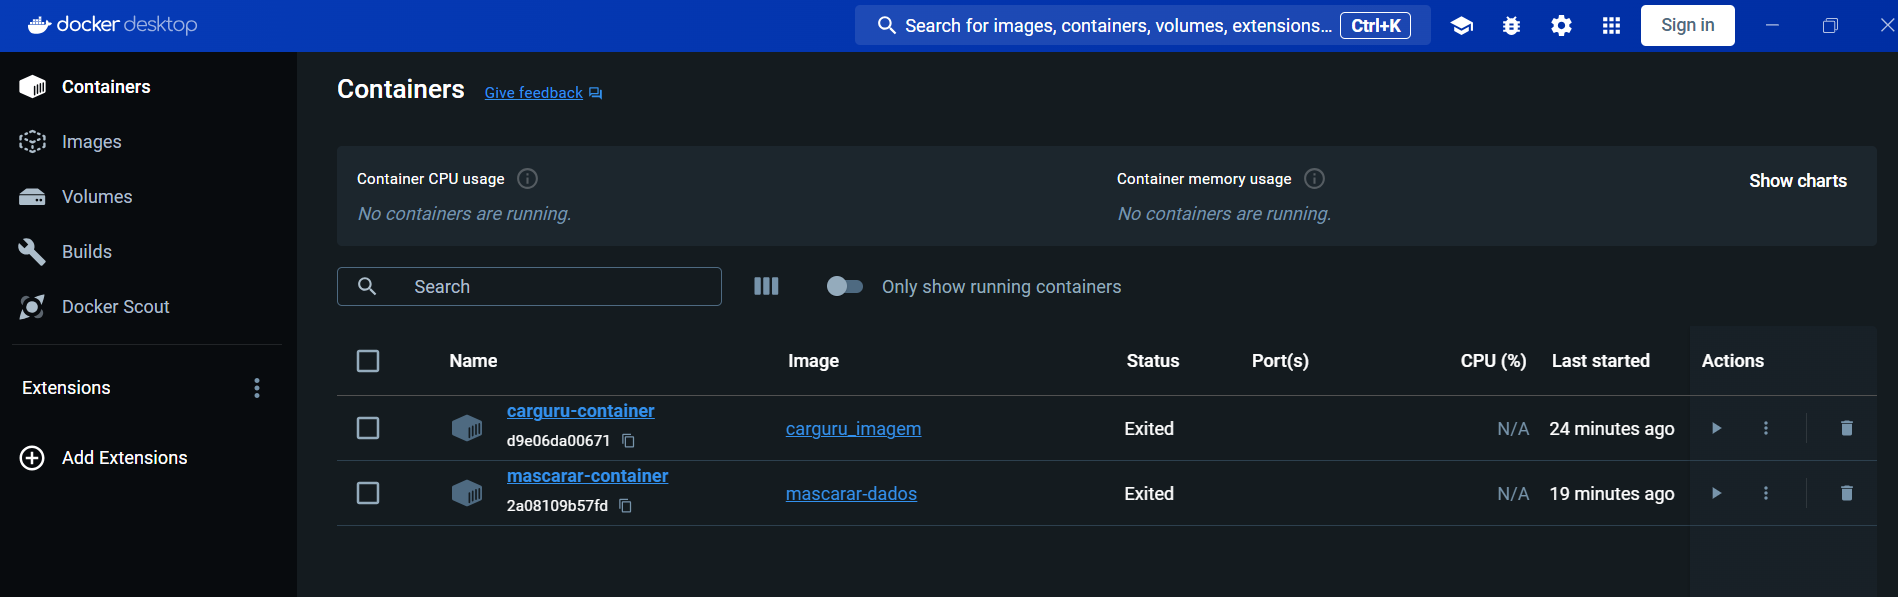 docker desktop
Search for images, containers, volumes, extensions... Ctrl+K
Sign in
Containers
Images
Volumes
Builds
Docker Scout
Extensions
Add Extensions
Containers Give feedback
Container CPU usage
No containers are running.
Container memory usage
No containers are running.
Show charts
Search
Only show running containers
Name Image Status Port(s) CPU (%) Last started Actions
carguru-container
d9e06da00671
carguru_imagem Exited N/A 24 minutes ago
mascarar-container
2a08109b57fd
mascarar-dados Exited N/A 19 minutes ago